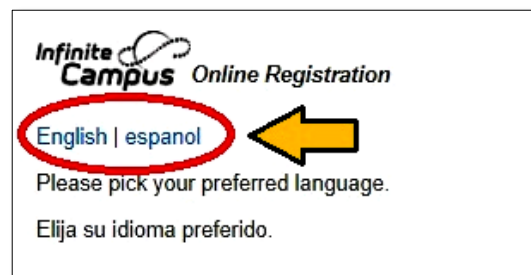 Infinite
Campus Online Registration
English | espanol
Please pick your preferred language.
Elija su idioma preferido.